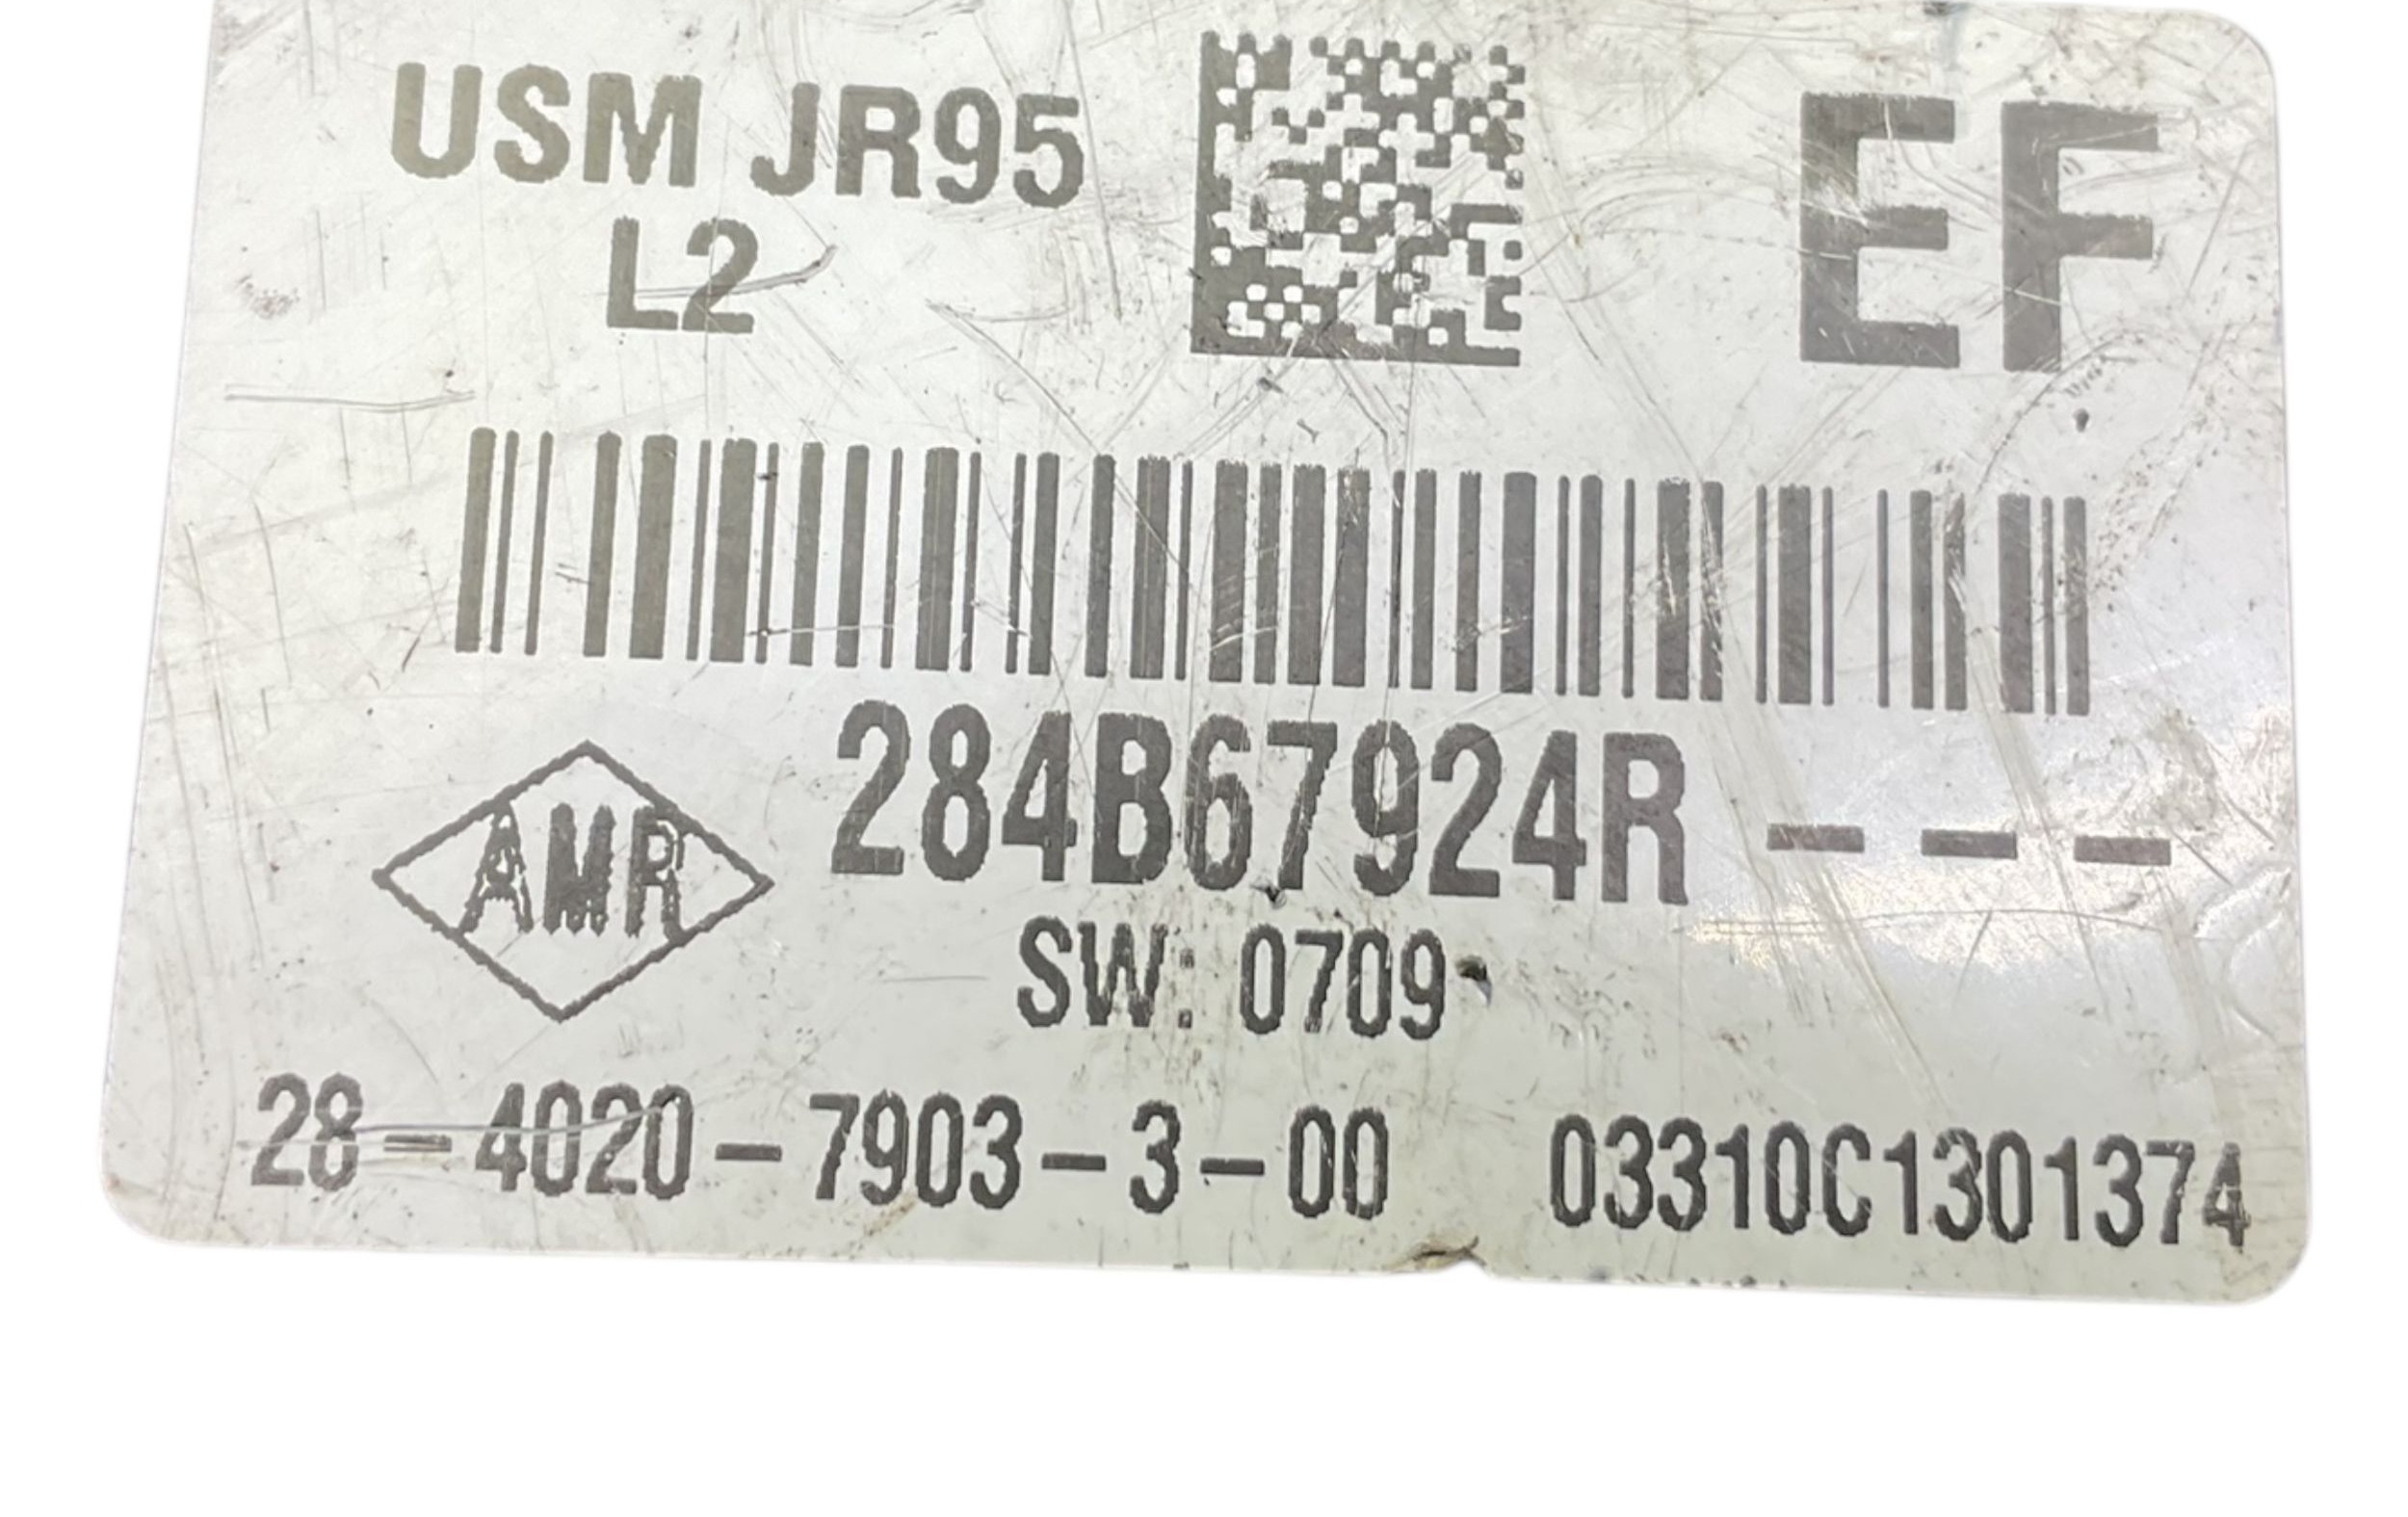 USM JR95
L2
EF
284B67924R - - -
AMR
SW: 0709
28-4020-7903-3-00 03310C1301374